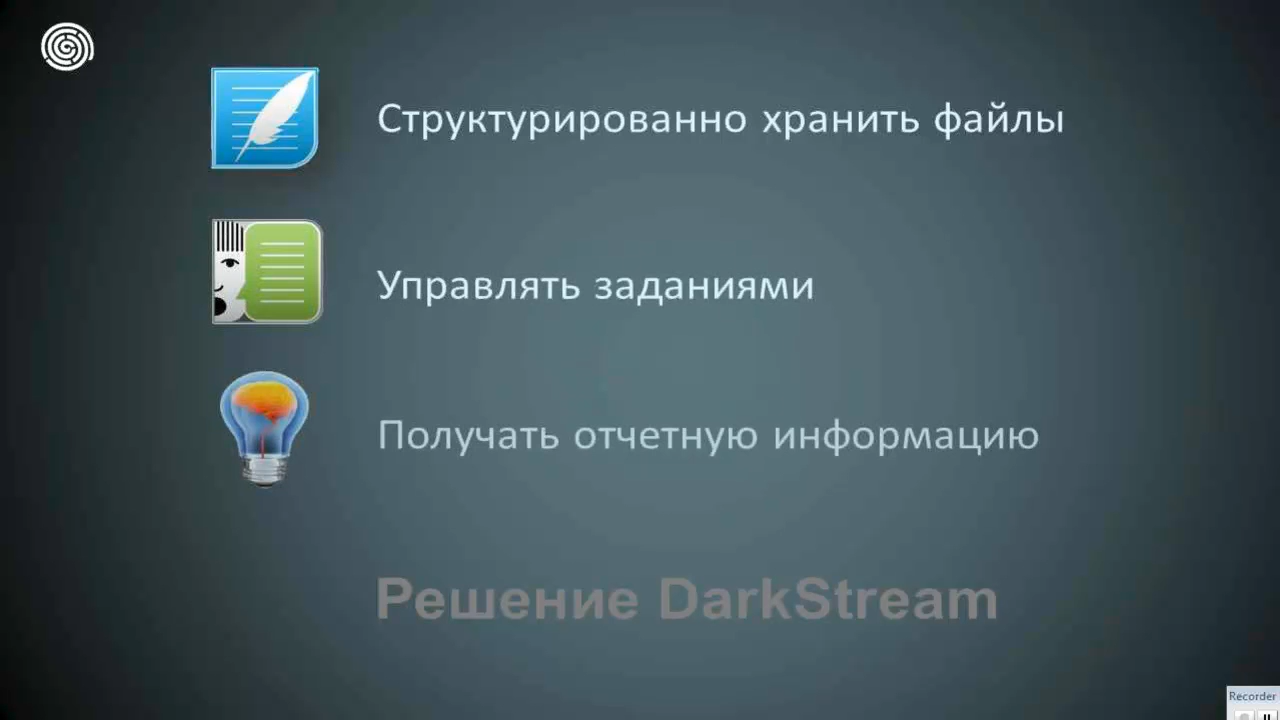 Структурированно хранить файлы
Управлять заданиями
Получать отчетную информацию
Решение DarkStream
Recorder